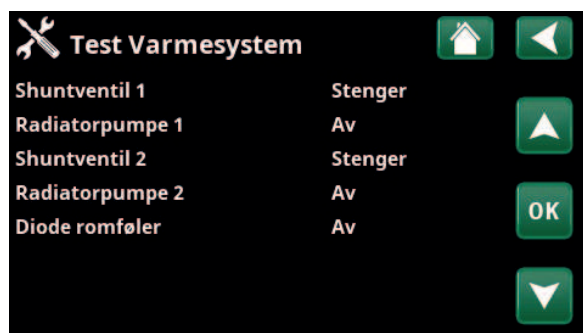 Test Varmesystem
Shuntventil 1 Stenger
Radiatorpumpe 1 Av
Shuntventil 2 Stenger
Radiatorpumpe 2 Av
OK
Diode romføler Av